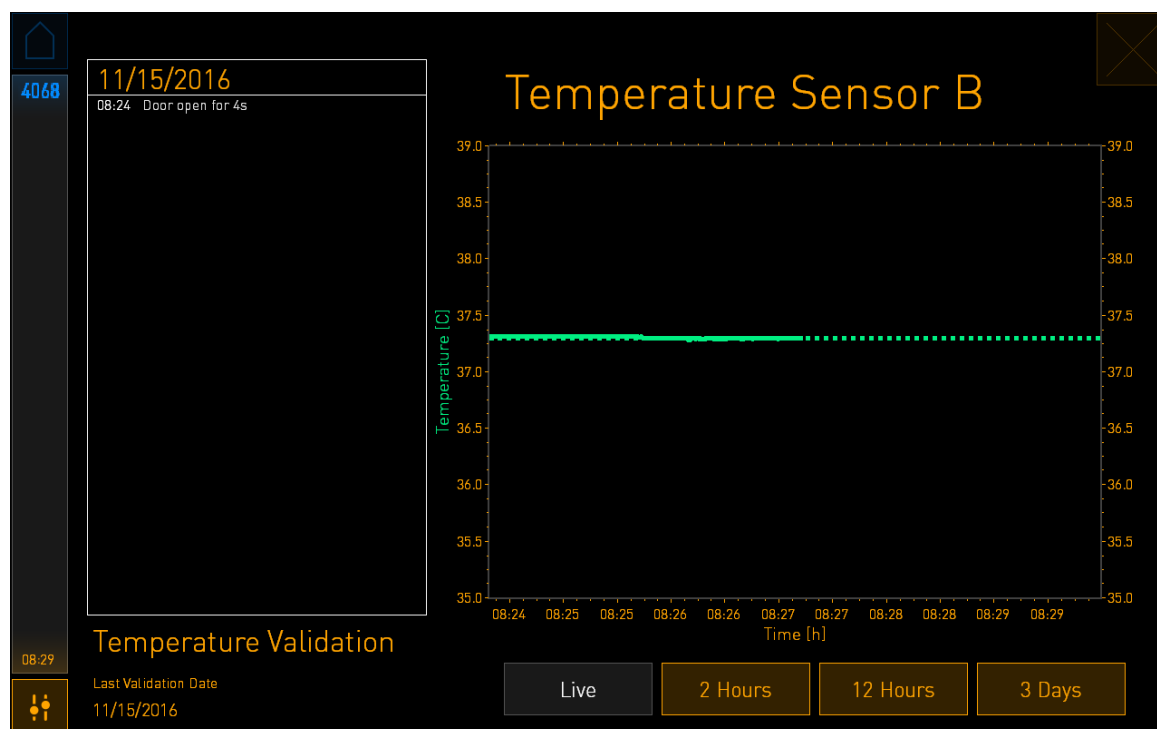 4068
08:29
11/15/2016
08:24 Door open for 4s
Temperature Validation
Last Validation Date
11/15/2016
Temperature Sensor B
Temperature [C]
39.0 39.0
38.5 38.5
38.0 38.0
37.5 37.5
37.0 37.0
36.5 36.5
36.0 36.0
35.5 35.5
35.0 35.0
08:24 08:25 08:25 08:26 08:26 08:27 08:27 08:28 08:28 08:29 08:29
Time [h]
Live 2 Hours 12 Hours 3 Days